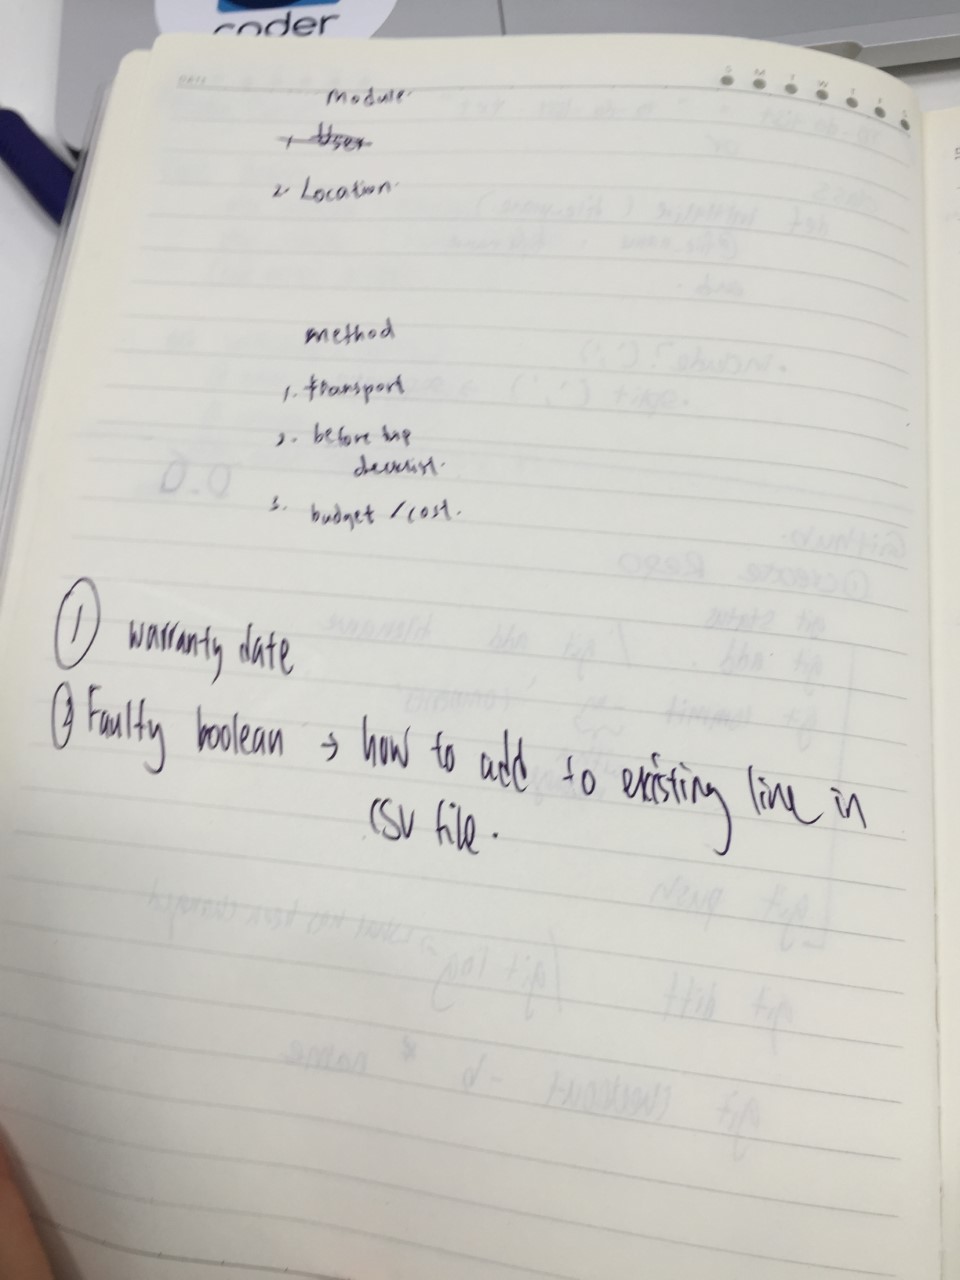 coder
DATE
S M T W T F S
Module.
1. User
2. Location.
method
1. transport
2. before trip
3. budget / cost.
① warranty date
② Faulty boolean → how to add to existing line in
CSV file.